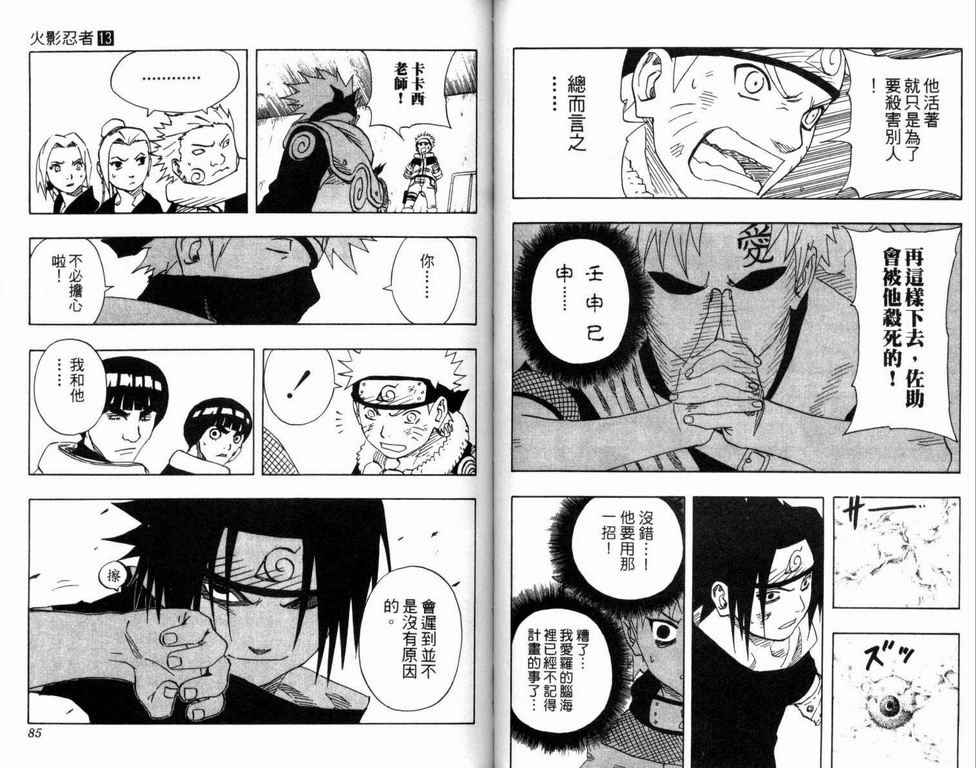 火影忍者13
他活著
就只是為了
要殺害別人
！
總而言之
……
再這樣下去，佐助
會被他殺死的！
愛
壬申巳
申……
ザー
ズッ
沒錯…！
他要用那
一招！
糟了…
我愛羅的腦海
裡已經不記得
計畫的事了…
卡卡西
老師！
…………
你……
不必擔心
啦！
！
我和他
……
擦
會遲到並不
是沒有原因
的。
85